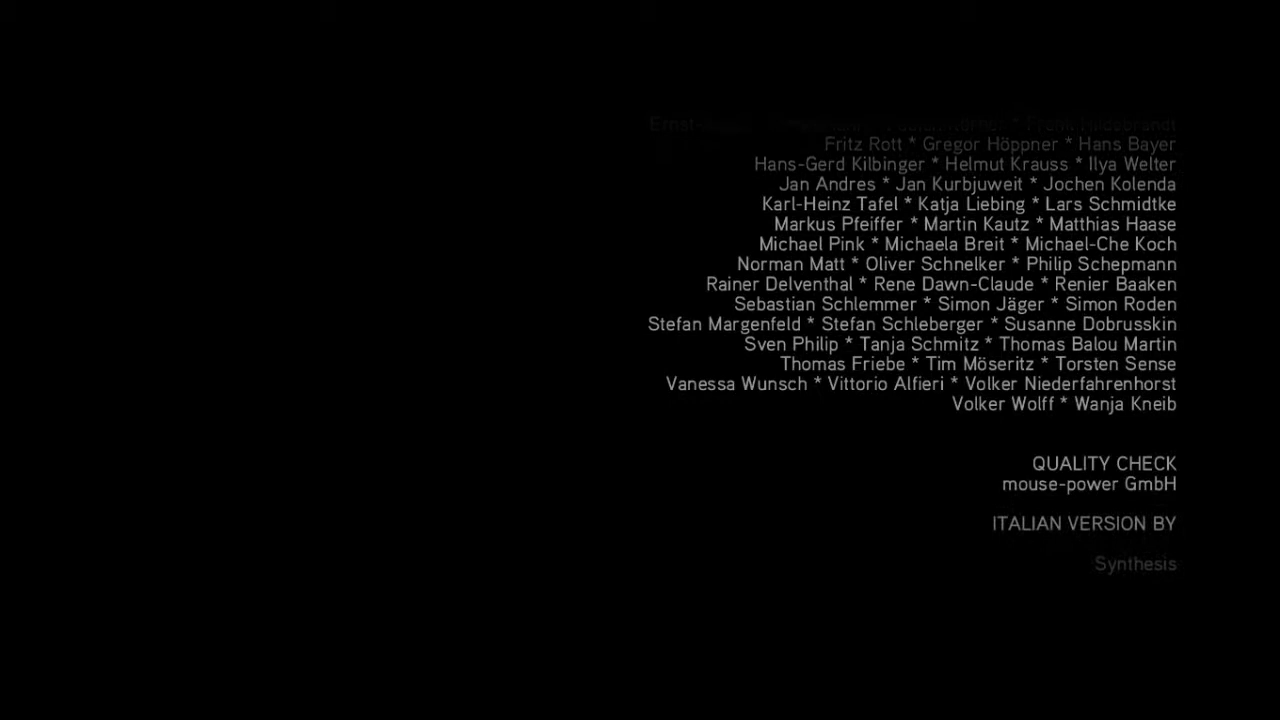 Frank Hildebrandt
Fritz Rott * Gregor Höppner * Hans Bayer
Hans-Gerd Kilbinger * Helmut Krauss * Ilya Welter
Jan Andres * Jan Kurbjuweit * Jochen Kolenda
Karl-Heinz Tafel * Katja Liebing * Lars Schmidtke
Markus Pfeiffer * Martin Kautz * Matthias Haase
Michael Pink * Michaela Breit * Michael-Che Koch
Norman Matt * Oliver Schnelker * Philip Schepmann
Rainer Delventhal * Rene Dawn-Claude * Renier Baaken
Sebastian Schlemmer * Simon Jäger * Simon Roden
Stefan Margenfeld * Stefan Schleberger * Susanne Dobrusskin
Sven Philip * Tanja Schmitz * Thomas Balou Martin
Thomas Friebe * Tim Möseritz * Torsten Sense
Vanessa Wunsch * Vittorio Alfieri * Volker Niederfahrenhorst
Volker Wolff * Wanja Kneib
QUALITY CHECK
mouse-power GmbH
ITALIAN VERSION BY
Synthesis